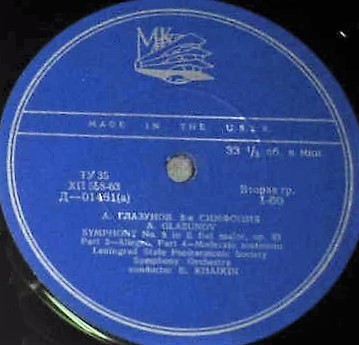 МК
MADE IN THE U.S.S.R.
33 ⅓ об. в мин.
ТУ 35
ХП 558-63
Д—01451(а)
Вторая гр.
1-60
А. ГЛАЗУНОВ 8-я СИМФОНИЯ
A. GLAZUNOV
SYMPHONY No. 8 in E flat major, op. 83
Part 3—Allegro, Part 4—Moderato sostenuto
Leningrad State Philharmonic Society
Symphony Orchestra
conductor B. KHAIKIN